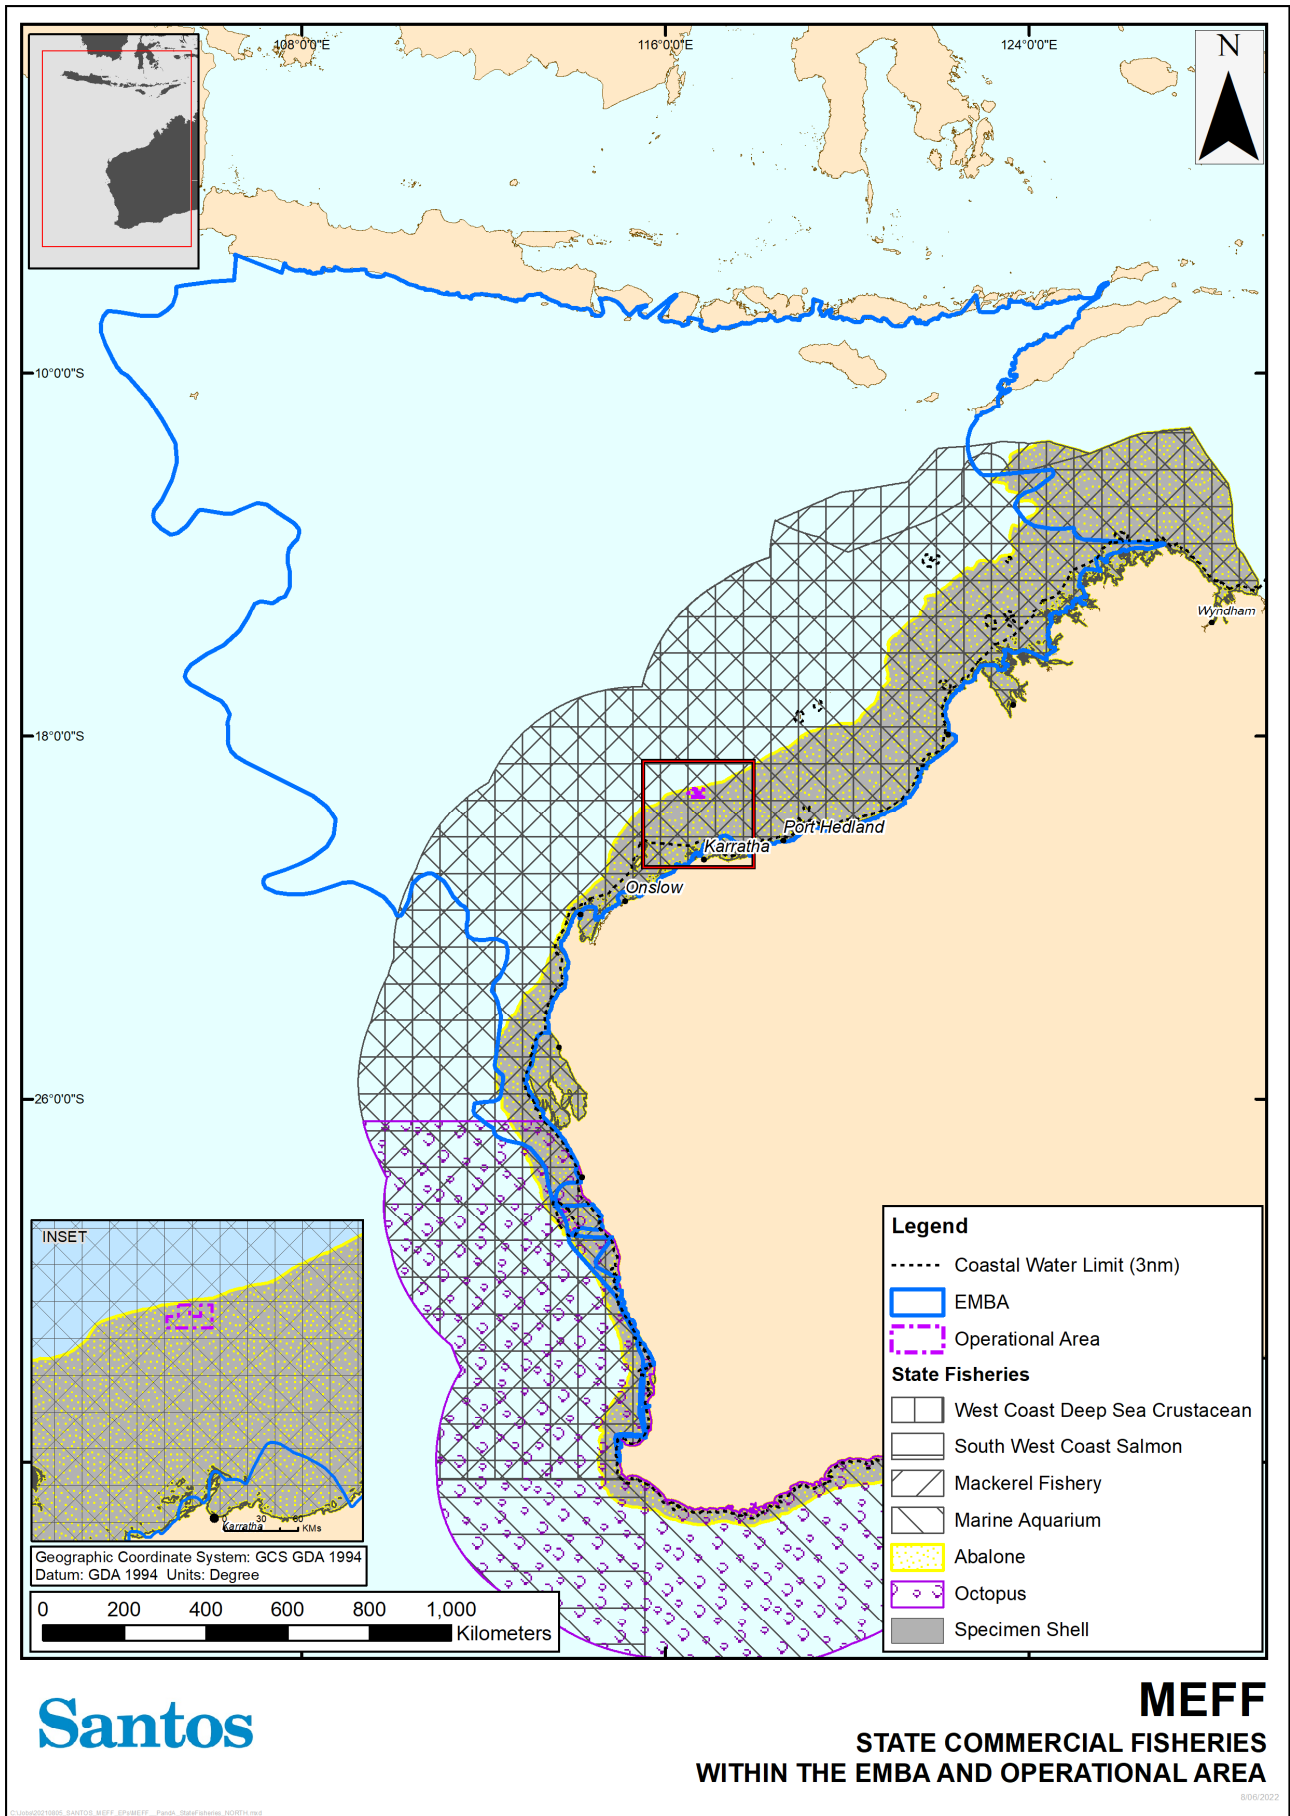 108°0'0"E
116°0'0"E
124°0'0"E
N
10°0'0"S
18°0'0"S
26°0'0"S
Wyndham
Port Hedland
Karratha
Onslow
INSET
Karratha
0 30 60
KMs
Geographic Coordinate System: GCS GDA 1994
Datum: GDA 1994 Units: Degree
0 200 400 600 800 1,000
Kilometers
Legend
Coastal Water Limit (3nm)
EMBA
Operational Area
State Fisheries
West Coast Deep Sea Crustacean
South West Coast Salmon
Mackerel Fishery
Marine Aquarium
Abalone
Octopus
Specimen Shell
Santos
MEFF
STATE COMMERCIAL FISHERIES
WITHIN THE EMBA AND OPERATIONAL AREA
8/06/2022